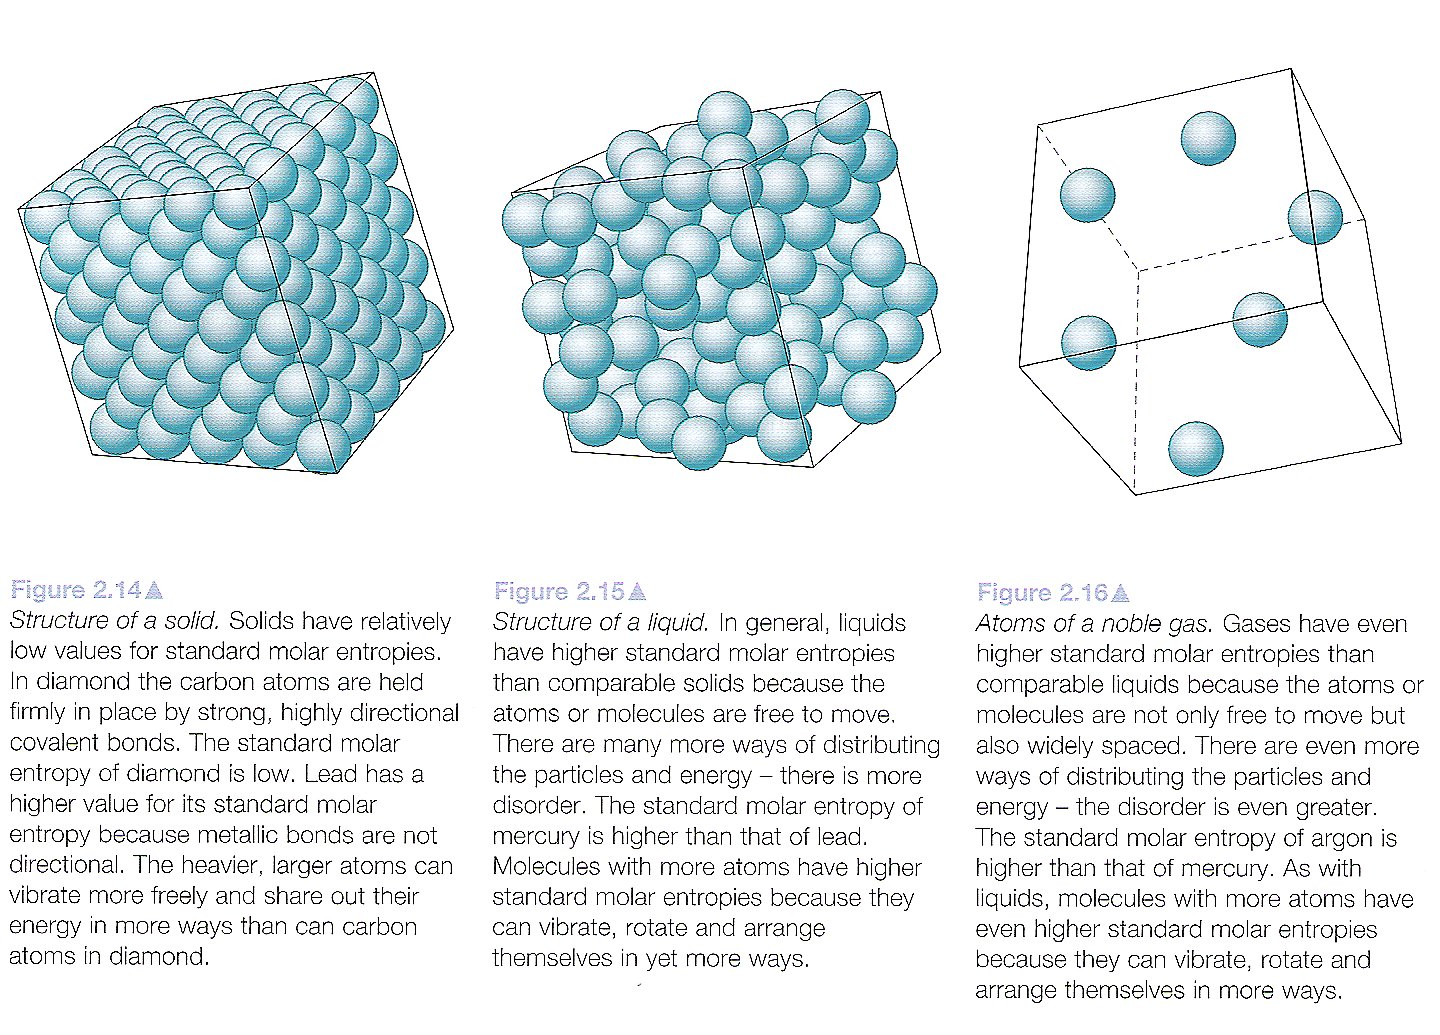 Figure 2.14▲
Structure of a solid. Solids have relatively
low values for standard molar entropies.
In diamond the carbon atoms are held
firmly in place by strong, highly directional
covalent bonds. The standard molar
entropy of diamond is low. Lead has a
higher value for its standard molar
entropy because metallic bonds are not
directional. The heavier, larger atoms can
vibrate more freely and share out their
energy in more ways than can carbon
atoms in diamond.
Figure 2.15▲
Structure of a liquid. In general, liquids
have higher standard molar entropies
than comparable solids because the
atoms or molecules are free to move.
There are many more ways of distributing
the particles and energy – there is more
disorder. The standard molar entropy of
mercury is higher than that of lead.
Molecules with more atoms have higher
standard molar entropies because they
can vibrate, rotate and arrange
themselves in yet more ways.
Figure 2.16▲
Atoms of a noble gas. Gases have even
higher standard molar entropies than
comparable liquids because the atoms or
molecules are not only free to move but
also widely spaced. There are even more
ways of distributing the particles and
energy – the disorder is even greater.
The standard molar entropy of argon is
higher than that of mercury. As with
liquids, molecules with more atoms have
even higher standard molar entropies
because they can vibrate, rotate and
arrange themselves in more ways.